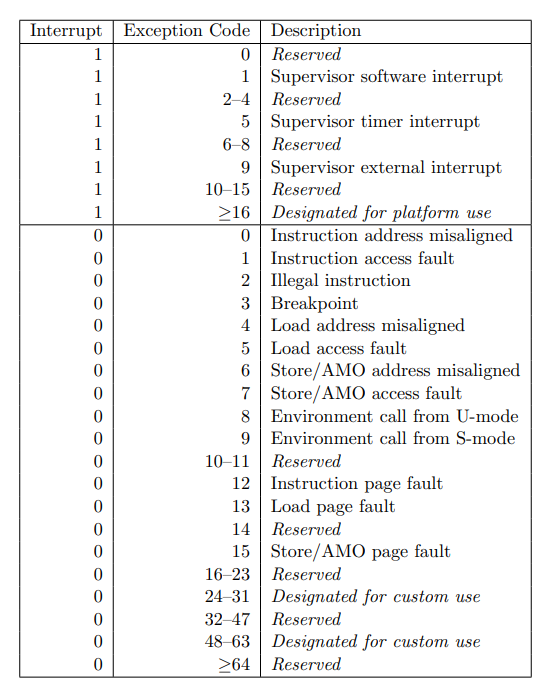 Interrupt Exception Code Description
1 0 Reserved
1 1 Supervisor software interrupt
1 2–4 Reserved
1 5 Supervisor timer interrupt
1 6–8 Reserved
1 9 Supervisor external interrupt
1 10–15 Reserved
1 ≥16 Designated for platform use
0 0 Instruction address misaligned
0 1 Instruction access fault
0 2 Illegal instruction
0 3 Breakpoint
0 4 Load address misaligned
0 5 Load access fault
0 6 Store/AMO address misaligned
0 7 Store/AMO access fault
0 8 Environment call from U-mode
0 9 Environment call from S-mode
0 10–11 Reserved
0 12 Instruction page fault
0 13 Load page fault
0 14 Reserved
0 15 Store/AMO page fault
0 16–23 Reserved
0 24–31 Designated for custom use
0 32–47 Reserved
0 48–63 Designated for custom use
0 ≥64 Reserved